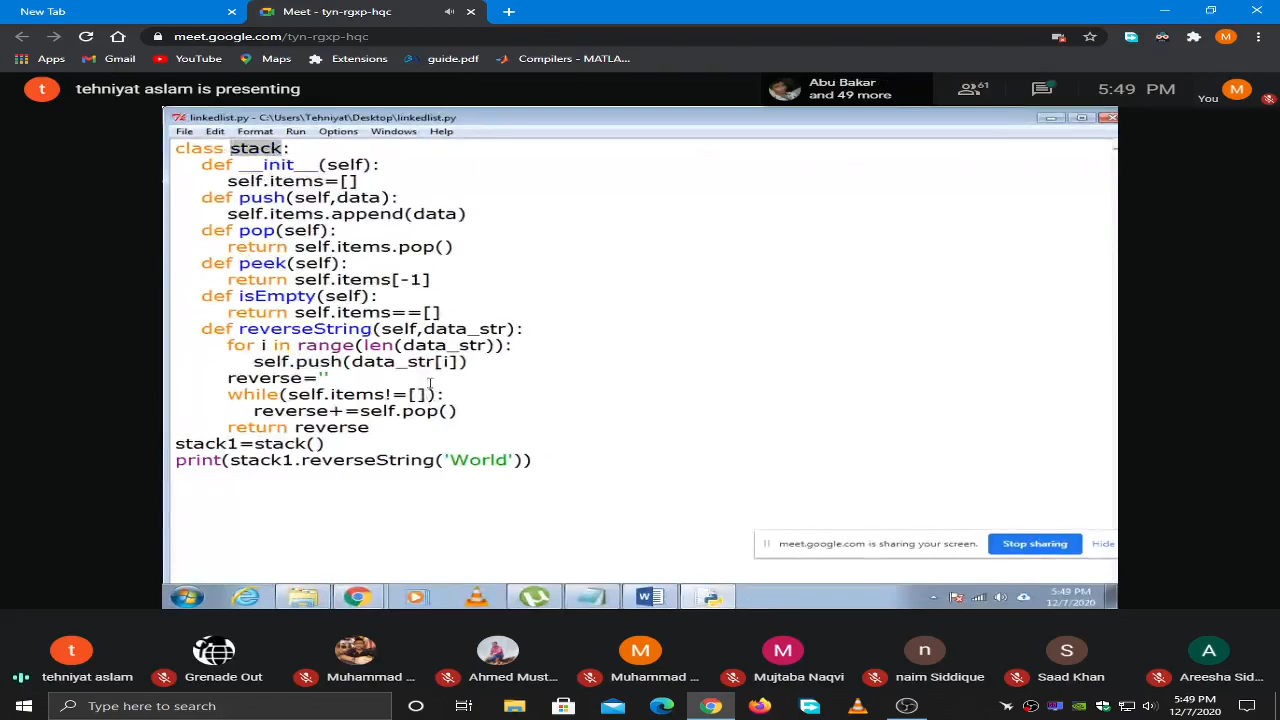 New Tab
Meet - tyn-rgxp-hqc
meet.google.com/tyn-rgxp-hqc
Apps Gmail YouTube Maps Extensions guide.pdf Compilers - MATLA...
t tehniyat aslam is presenting
Abu Bakar
and 49 more
61
5:49 PM
You M
linkedlist.py - C:\Users\Tehniyat\Desktop\linkedlist.py
File Edit Format Run Options Windows Help
class stack:
def __init__(self):
self.items=[]
def push(self,data):
self.items.append(data)
def pop(self):
return self.items.pop()
def peek(self):
return self.items[-1]
def isEmpty(self):
return self.items==[]
def reverseString(self,data_str):
for i in range(len(data_str)):
self.push(data_str[i])
reverse=''
while(self.items!=[]):
reverse+=self.pop()
return reverse
stack1=stack()
print(stack1.reverseString('World'))
meet.google.com is sharing your screen. Stop sharing Hide
5:49 PM
12/7/2020
t M M n S A
tehniyat aslam Grenade Out Muhammad ... Ahmed Must... Muhammad ... Mujtaba Naqvi naim Siddique Saad Khan Areesha Sid...
Type here to search
5:49 PM
12/7/2020